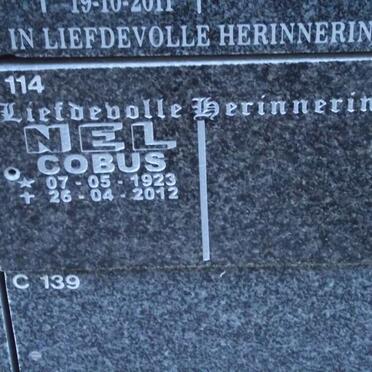 19-10-2011
IN LIEFDEVOLLE HERINNERIN
114
Liefdevolle Herinnerin
NEL
COBUS
★ 07 - 05 - 1923
+ 26 - 04 - 2012
C 139